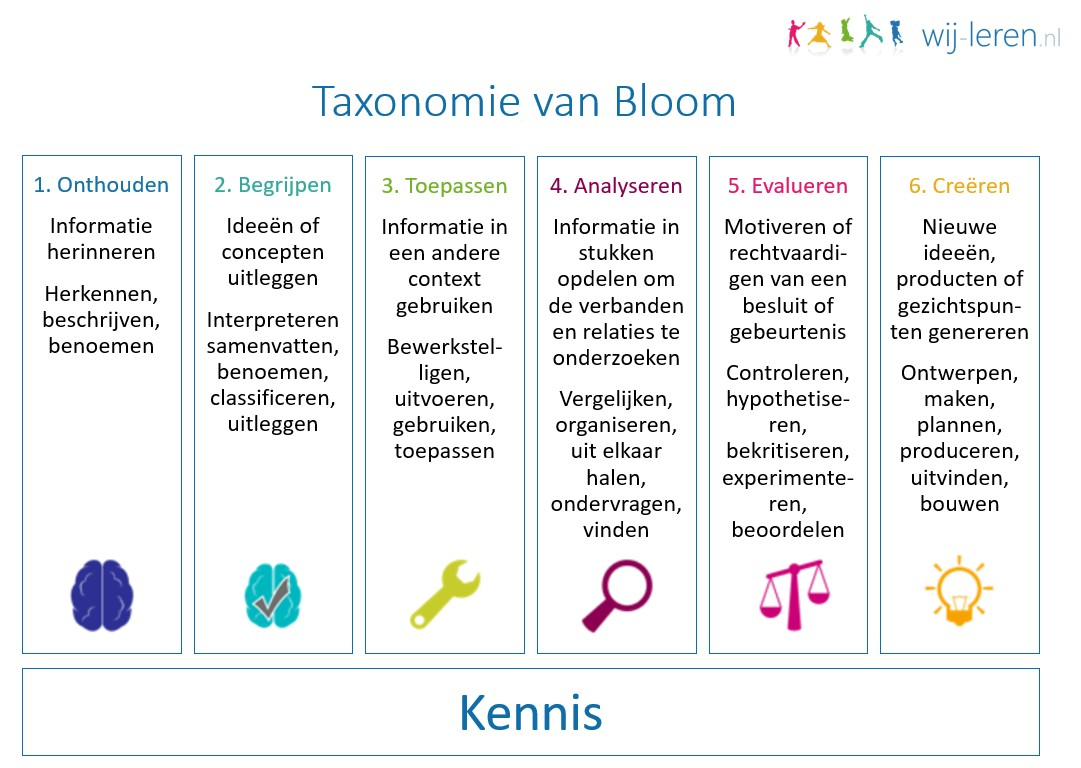 wij-leren.nl
Taxonomie van Bloom
1. Onthouden
Informatie
herinneren
Herkennen,
beschrijven,
benoemen
2. Begrijpen
Ideeën of
concepten
uitleggen
Interpreteren
samenvatten,
benoemen,
classificeren,
uitleggen
3. Toepassen
Informatie in
een andere
context
gebruiken
Bewerkstel-
ligen,
uitvoeren,
gebruiken,
toepassen
4. Analyseren
Informatie in
stukken
opdelen om
de verbanden
en relaties te
onderzoeken
Vergelijken,
organiseren,
uit elkaar
halen,
ondervragen,
vinden
5. Evalueren
Motiveren of
rechtvaardi-
gen van een
besluit of
gebeurtenis
Controleren,
hypothetise-
ren,
bekritiseren,
experimente-
ren,
beoordelen
6. Creëren
Nieuwe
ideeën,
producten of
gezichtspun-
ten genereren
Ontwerpen,
maken,
plannen,
produceren,
uitvinden,
bouwen
Kennis